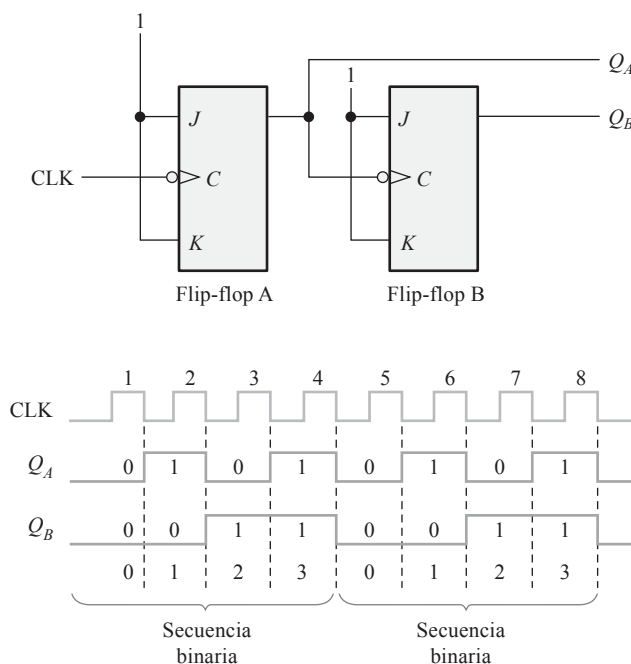 1
Q_A
1
Q_B
J
J
CLK
C
C
K
K
Flip-flop A
Flip-flop B
1 2 3 4 5 6 7 8
CLK
Q_A 0 1 0 1 0 1 0 1
Q_B 0 0 1 1 0 0 1 1
0 1 2 3 0 1 2 3
Secuencia
binaria
Secuencia
binaria